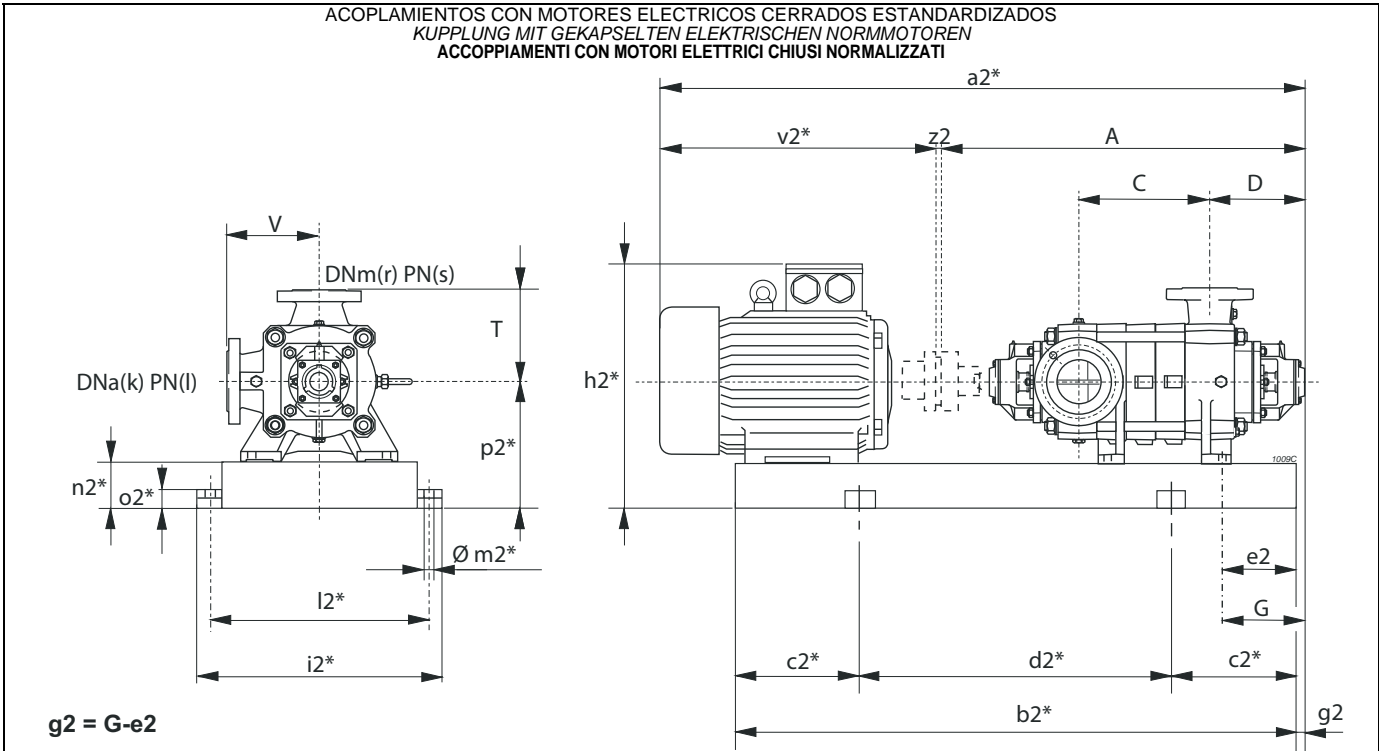 ACOPLAMIENTOS CON MOTORES ELECTRICOS CERRADOS ESTANDARDIZADOS
KUPPLUNG MIT GEKAPSELTEN ELEKTRISCHEN NORMMOTOREN
ACCOPPIAMENTI CON MOTORI ELETTRICI CHIUSI NORMALIZZATI
a2*
v2*
z2
A
C
D
V
DNm(r) PN(s)
T
h2*
DNa(k) PN(l)
p2*
n2*
o2*
1009C
Ø m2*
e2
l2*
G
i2*
c2*
d2*
c2*
b2*
g2
g2 = G-e2